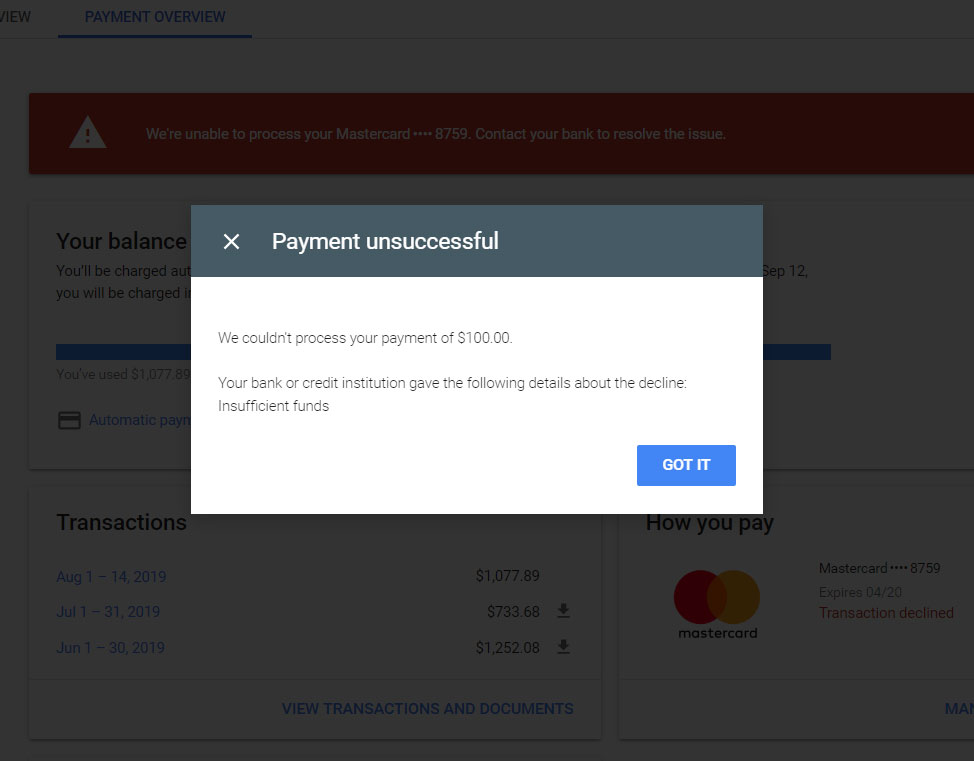 VIEW
PAYMENT OVERVIEW
We're unable to process your Mastercard •••• 8759. Contact your bank to resolve the issue.
Payment unsuccessful
We couldn't process your payment of $100.00.
Your bank or credit institution gave the following details about the decline:
Insufficient funds
GOT IT
Your balance
You'll be charged aut
Sep 12,
you will be charged i
You've used $1,077.89
Automatic payn
Transactions
Aug 1 – 14, 2019 $1,077.89
Jul 1 – 31, 2019 $733.68
Jun 1 – 30, 2019 $1,252.08
VIEW TRANSACTIONS AND DOCUMENTS
How you pay
mastercard
Mastercard •••• 8759
Expires 04/20
Transaction declined
MAN